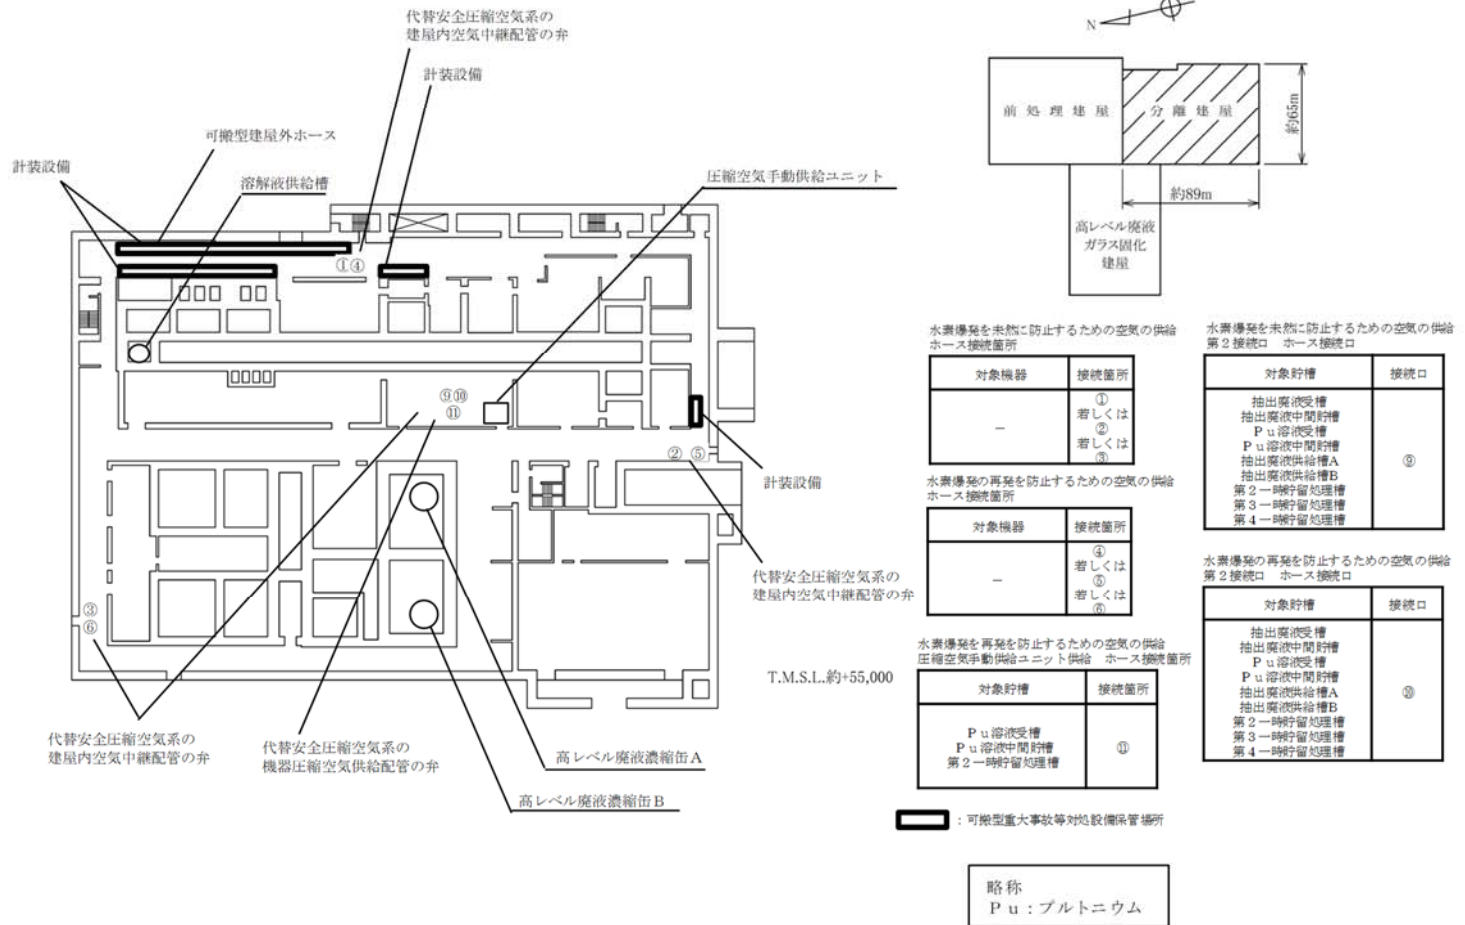 代替安全圧縮空気系の
建屋内空気中継配管の弁
計装設備
可搬型建屋外ホース
計装設備
溶解液供給槽
圧縮空気手動供給ユニット
①④
⑨⑩
⑪
②⑤
計装設備
③
⑥
代替安全圧縮空気系の
建屋内空気中継配管の弁
T.M.S.L.約+55,000
代替安全圧縮空気系の
建屋内空気中継配管の弁
代替安全圧縮空気系の
機器圧縮空気供給配管の弁
高レベル廃液濃縮缶A
高レベル廃液濃縮缶B
N
前処理建屋
分離建屋
約65m
約89m
高レベル廃液
ガラス固化
建屋
水素爆発を未然に防止するための空気の供給
ホース接続箇所
対象機器 接続箇所
－
①
若しくは
②
若しくは
③
水素爆発の再発を防止するための空気の供給
ホース接続箇所
対象機器 接続箇所
－
④
若しくは
⑤
若しくは
⑥
水素爆発を再発を防止するための空気の供給
圧縮空気手動供給ユニット供給 ホース接続箇所
対象貯槽 接続箇所
Pu溶液受槽
Pu溶液中間貯槽
第2一時貯留処理槽
⑪
水素爆発を未然に防止するための空気の供給
第2接続口 ホース接続口
対象貯槽 接続口
抽出廃液受槽
抽出廃液中間貯槽
Pu溶液受槽
Pu溶液中間貯槽
抽出廃液供給槽A
抽出廃液供給槽B
第2一時貯留処理槽
第3一時貯留処理槽
第4一時貯留処理槽
⑨
水素爆発の再発を防止するための空気の供給
第2接続口 ホース接続口
対象貯槽 接続口
抽出廃液受槽
抽出廃液中間貯槽
Pu溶液受槽
Pu溶液中間貯槽
抽出廃液供給槽A
抽出廃液供給槽B
第2一時貯留処理槽
第3一時貯留処理槽
第4一時貯留処理槽
⑩
：可搬型重大事故等対処設備保管場所
略称
Pu：プルトニウム